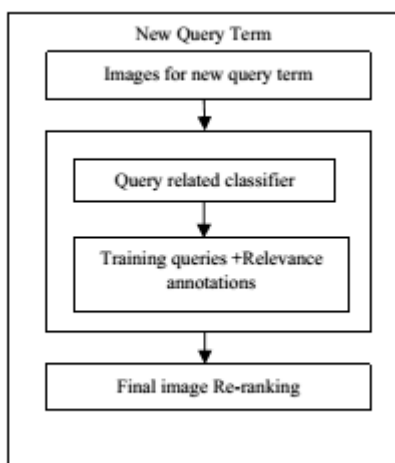 New Query Term
Images for new query term
Query related classifier
Training queries +Relevance
annotations
Final image Re-ranking